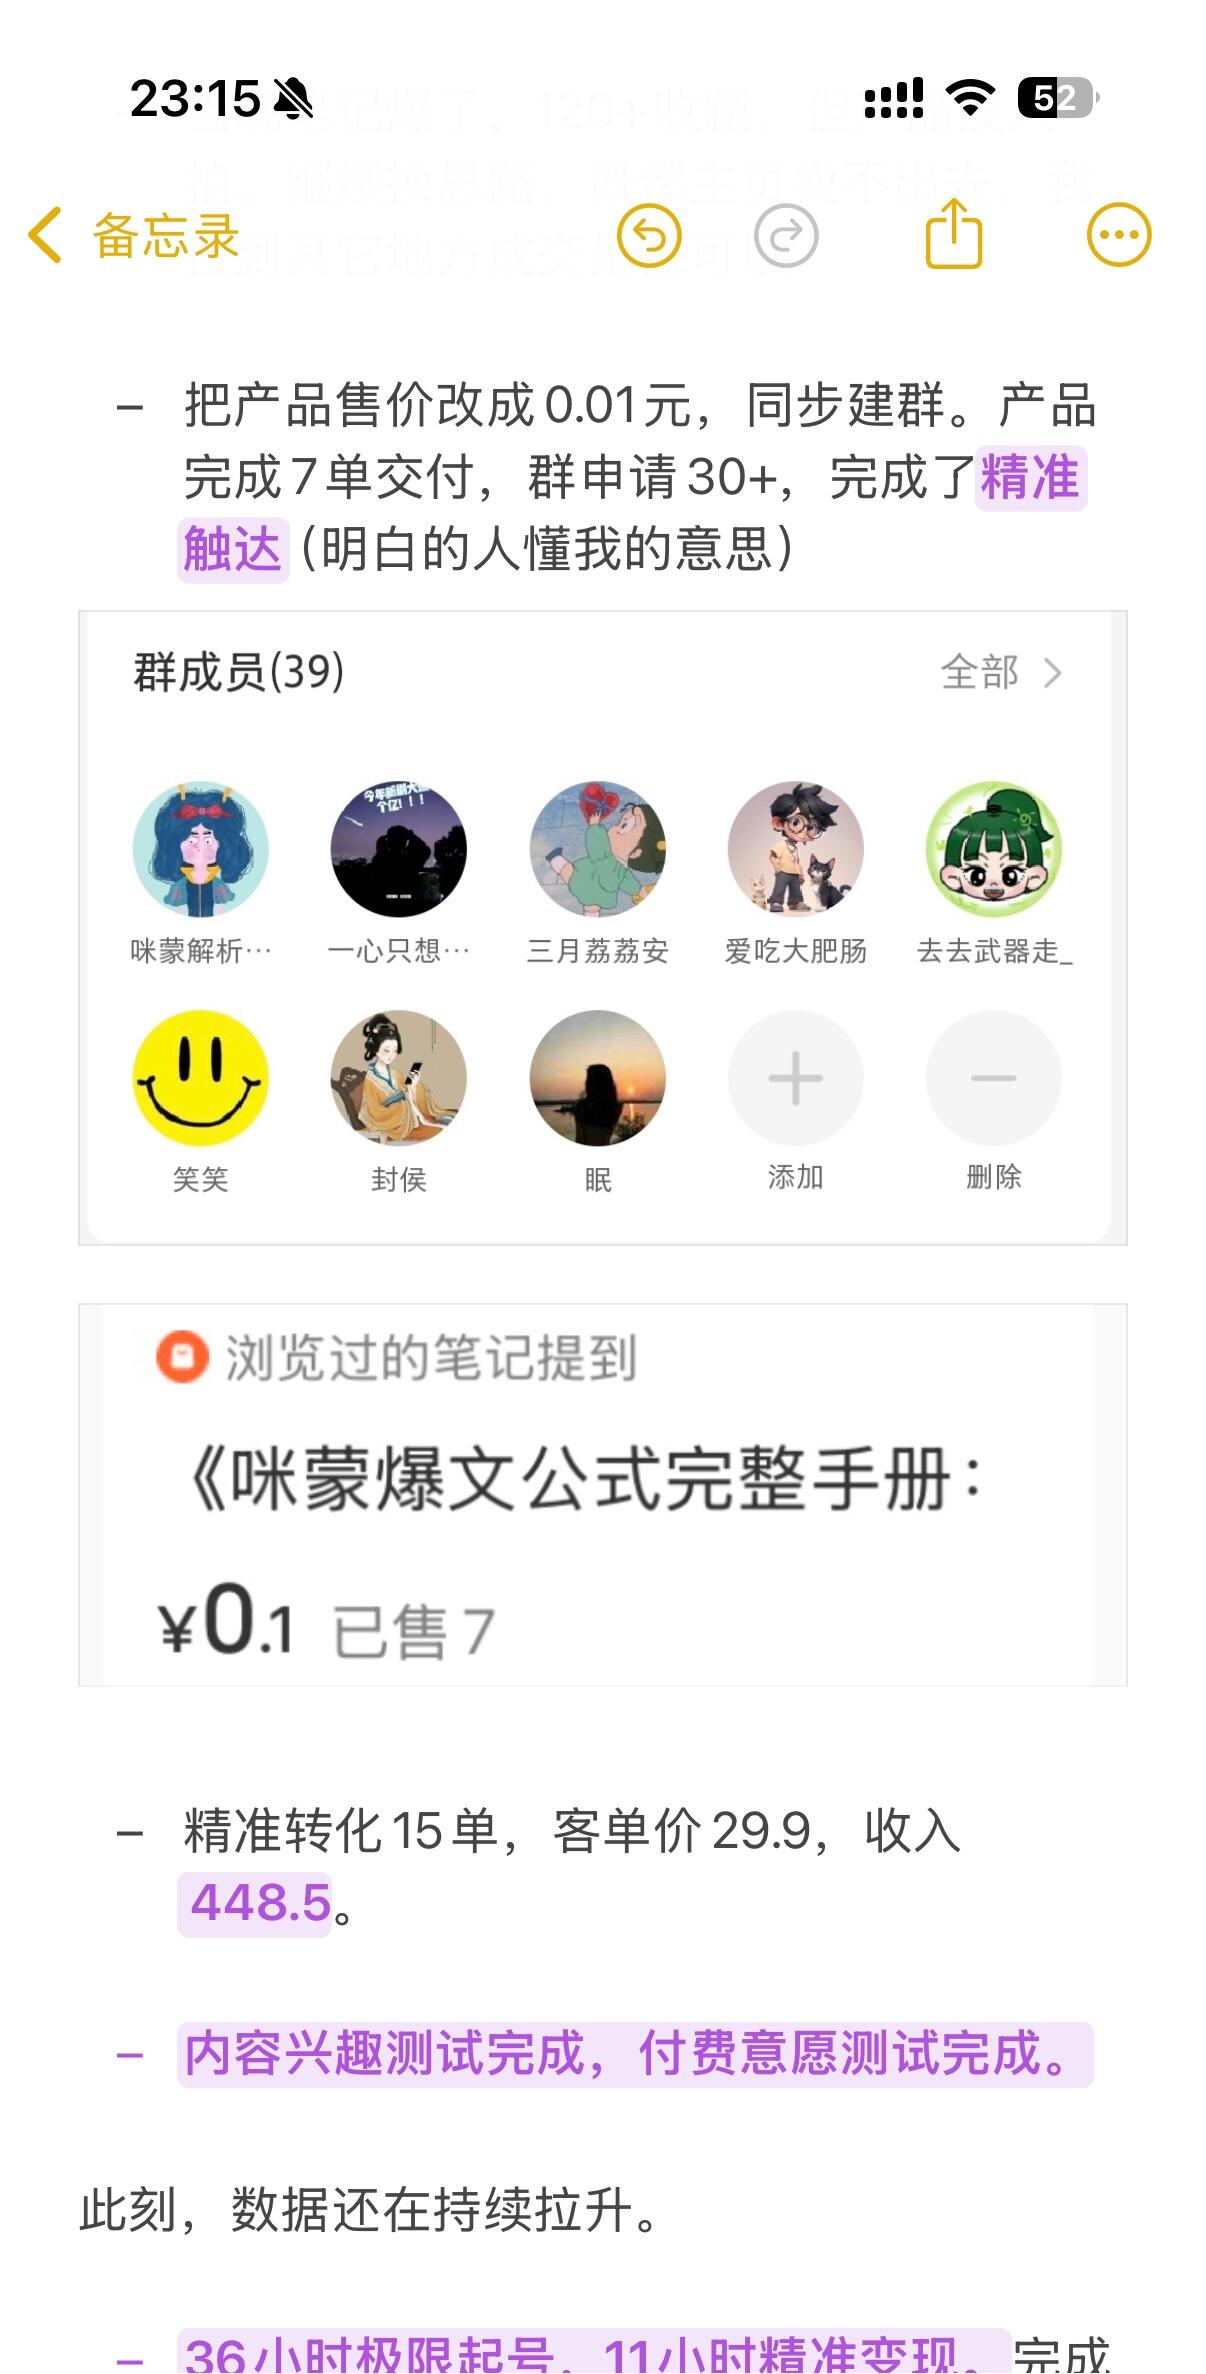 23:15
52
备忘录
– 把产品售价改成0.01元，同步建群。产品
完成7单交付，群申请30+，完成了精准
触达（明白的人懂我的意思）
群成员(39)
全部
今年新剧大
个亿!!!
咪蒙解析…
一心只想…
三月荔荔安
爱吃大肥肠
去去武器走_
笑笑
封侯
眠
添加
删除
浏览过的笔记提到
《咪蒙爆文公式完整手册：
¥0.1 已售7
– 精准转化15单，客单价29.9，收入
448.5。
– 内容兴趣测试完成，付费意愿测试完成。
此刻，数据还在持续拉升。
– 36小时极限起号，11小时精准变现。完成